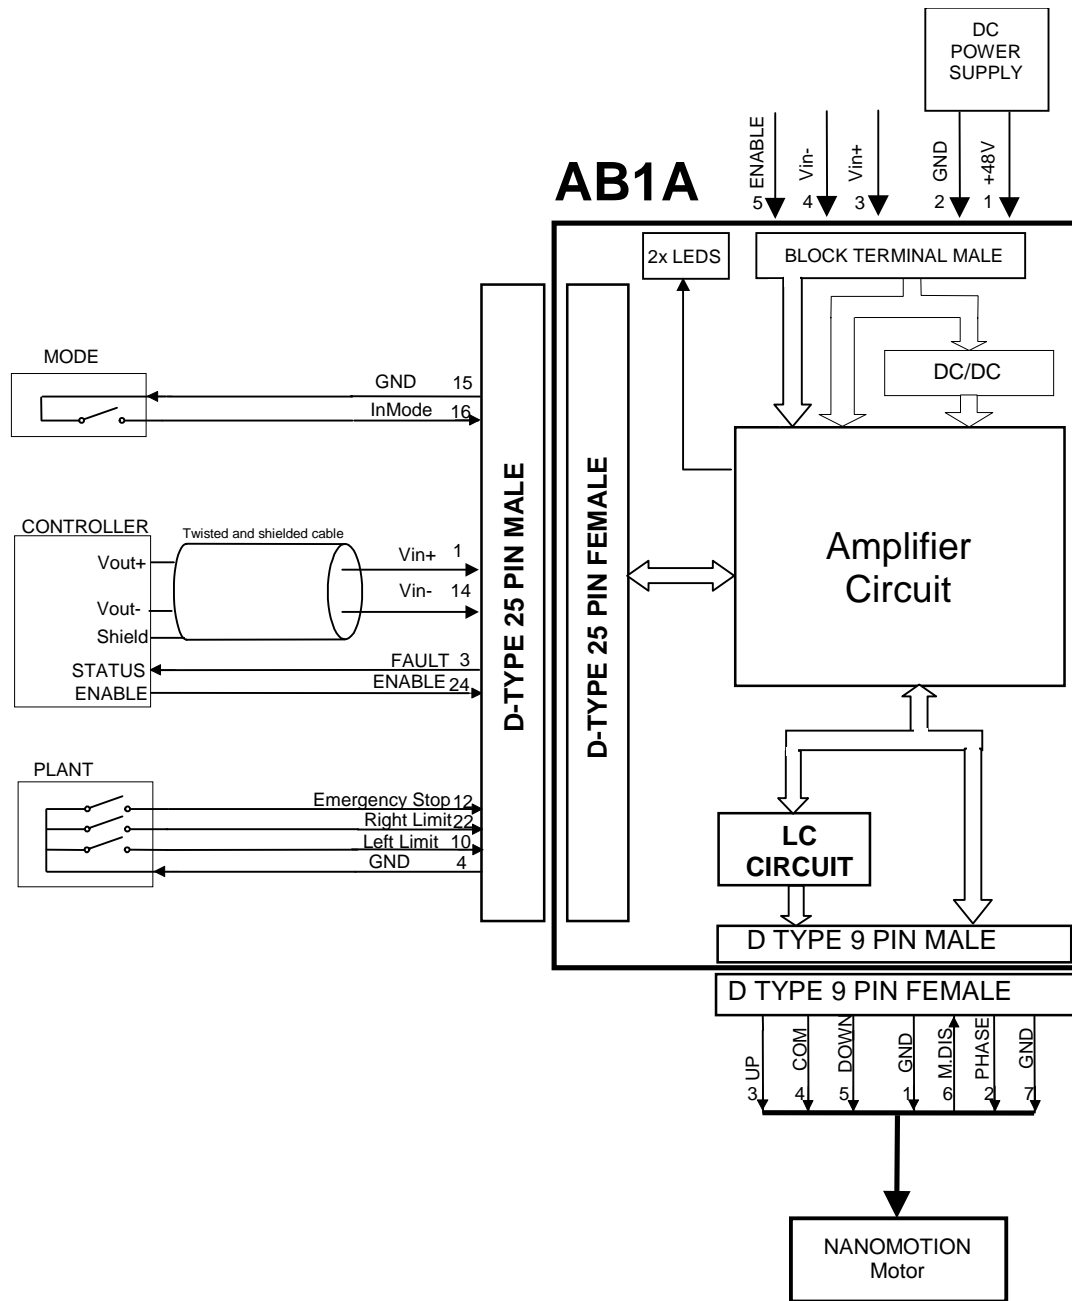 DC
POWER
SUPPLY
ENABLE
Vin-
Vin+
GND
+48V
5
4
3
2
1
AB1A
2x LEDS
BLOCK TERMINAL MALE
DC/DC
MODE
GND 15
InMode 16
D-TYPE 25 PIN MALE
D-TYPE 25 PIN FEMALE
Amplifier
Circuit
CONTROLLER
Twisted and shielded cable
Vout+
Vin+ 1
Vin- 14
Vout-
Shield
FAULT 3
STATUS
ENABLE 24
ENABLE
PLANT
Emergency Stop 12
Right Limit 22
Left Limit 10
GND 4
LC
CIRCUIT
D TYPE 9 PIN MALE
D TYPE 9 PIN FEMALE
UP
COM
DOWN
GND
M.DIS
PHASE
GND
3
4
5
1
6
2
7
NANOMOTION
Motor